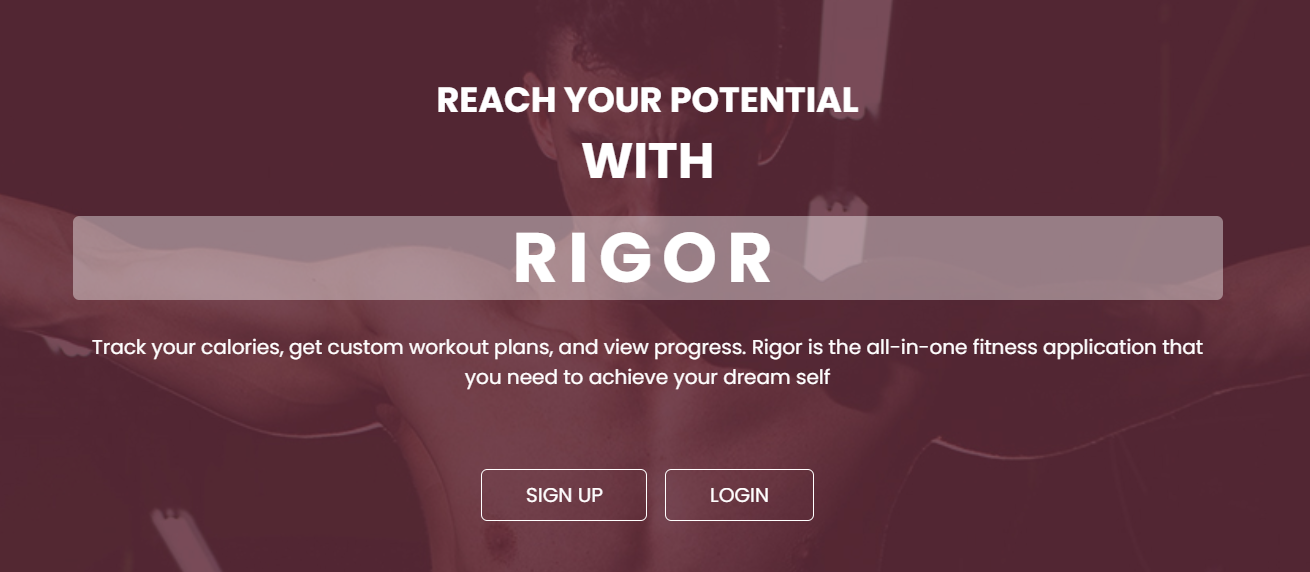 REACH YOUR POTENTIAL
WITH
RIGOR
Track your calories, get custom workout plans, and view progress. Rigor is the all-in-one fitness application that
you need to achieve your dream self
SIGN UP
LOGIN